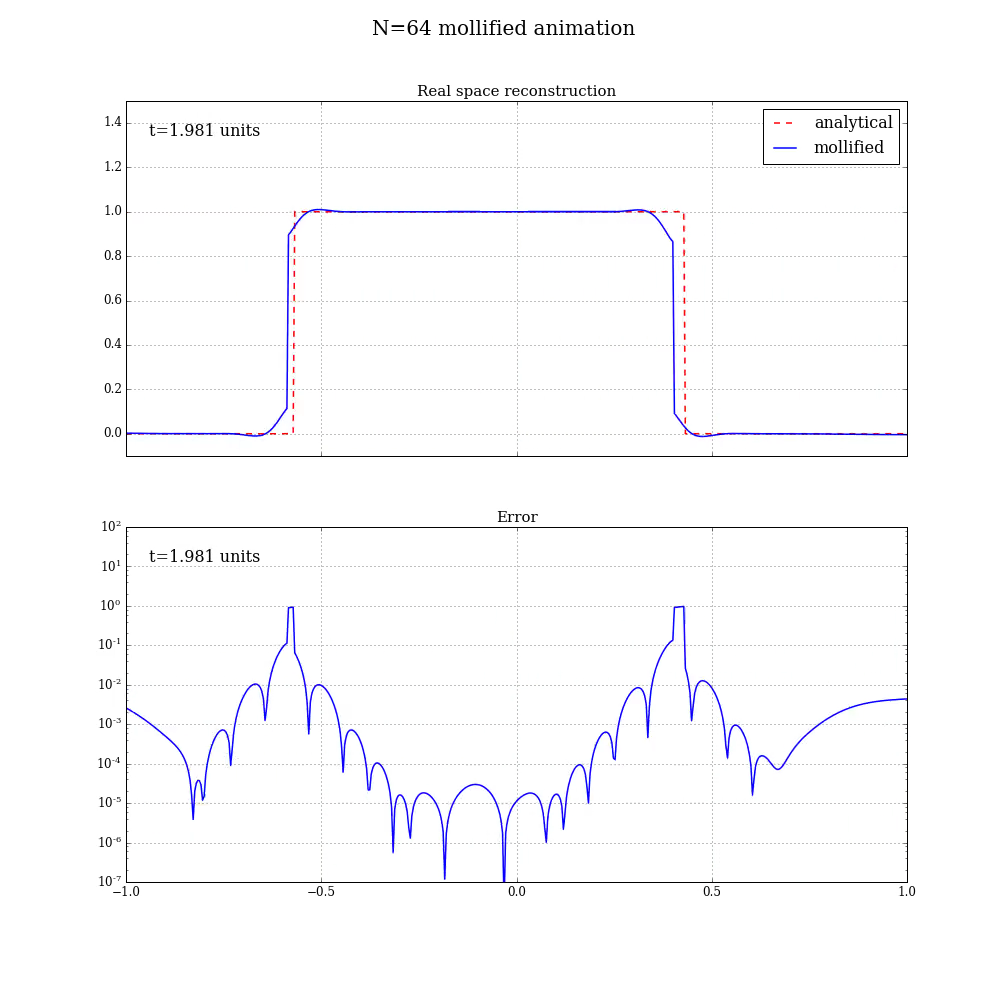 N=64 mollified animation
Real space reconstruction
1.4
1.2
1.0
0.8
0.6
0.4
0.2
0.0
t=1.981 units
analytical
mollified
Error
10²
10¹
10⁰
10⁻¹
10⁻²
10⁻³
10⁻⁴
10⁻⁵
10⁻⁶
10⁻⁷
t=1.981 units
−1.0 −0.5 0.0 0.5 1.0